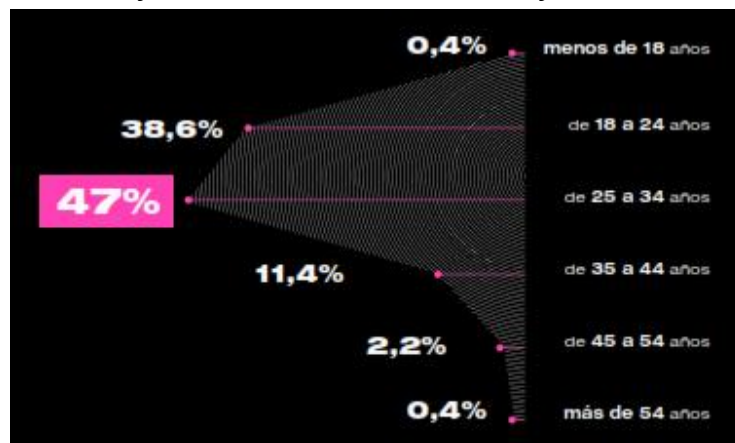 0,4% menos de 18 años
38,6% de 18 a 24 años
47% de 25 a 34 años
11,4% de 35 a 44 años
2,2% de 45 a 54 años
0,4% más de 54 años